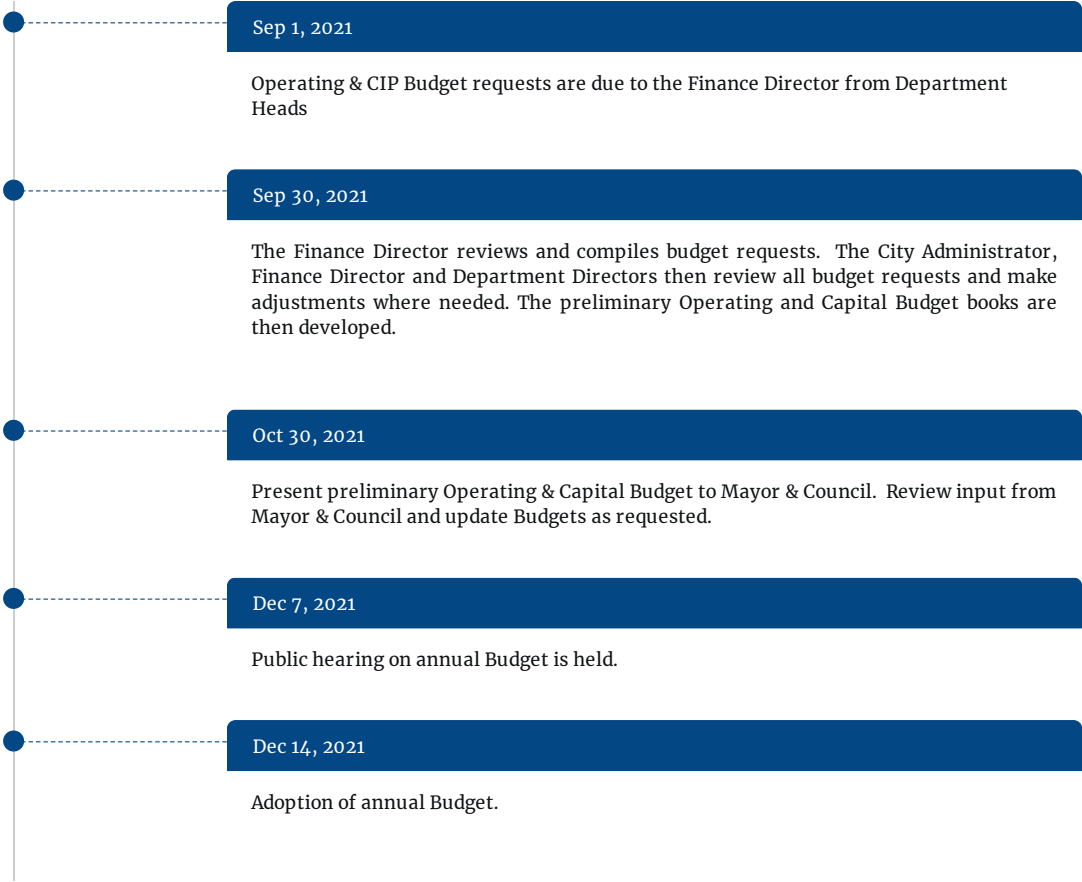 Sep 1, 2021
Operating & CIP Budget requests are due to the Finance Director from Department
Heads
Sep 30, 2021
The Finance Director reviews and compiles budget requests.  The City Administrator,
Finance Director and Department Directors then review all budget requests and make
adjustments where needed. The preliminary Operating and Capital Budget books are
then developed.
Oct 30, 2021
Present preliminary Operating & Capital Budget to Mayor & Council.  Review input from
Mayor & Council and update Budgets as requested.
Dec 7, 2021
Public hearing on annual Budget is held.
Dec 14, 2021
Adoption of annual Budget.